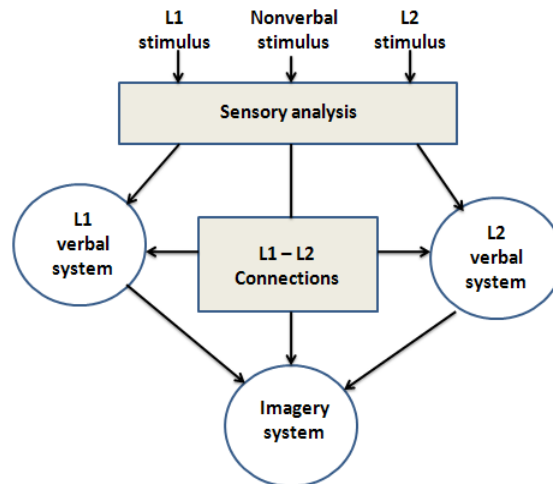 L1
stimulus
Nonverbal
stimulus
L2
stimulus
Sensory analysis
L1
verbal
system
L1 – L2
Connections
L2
verbal
system
Imagery
system